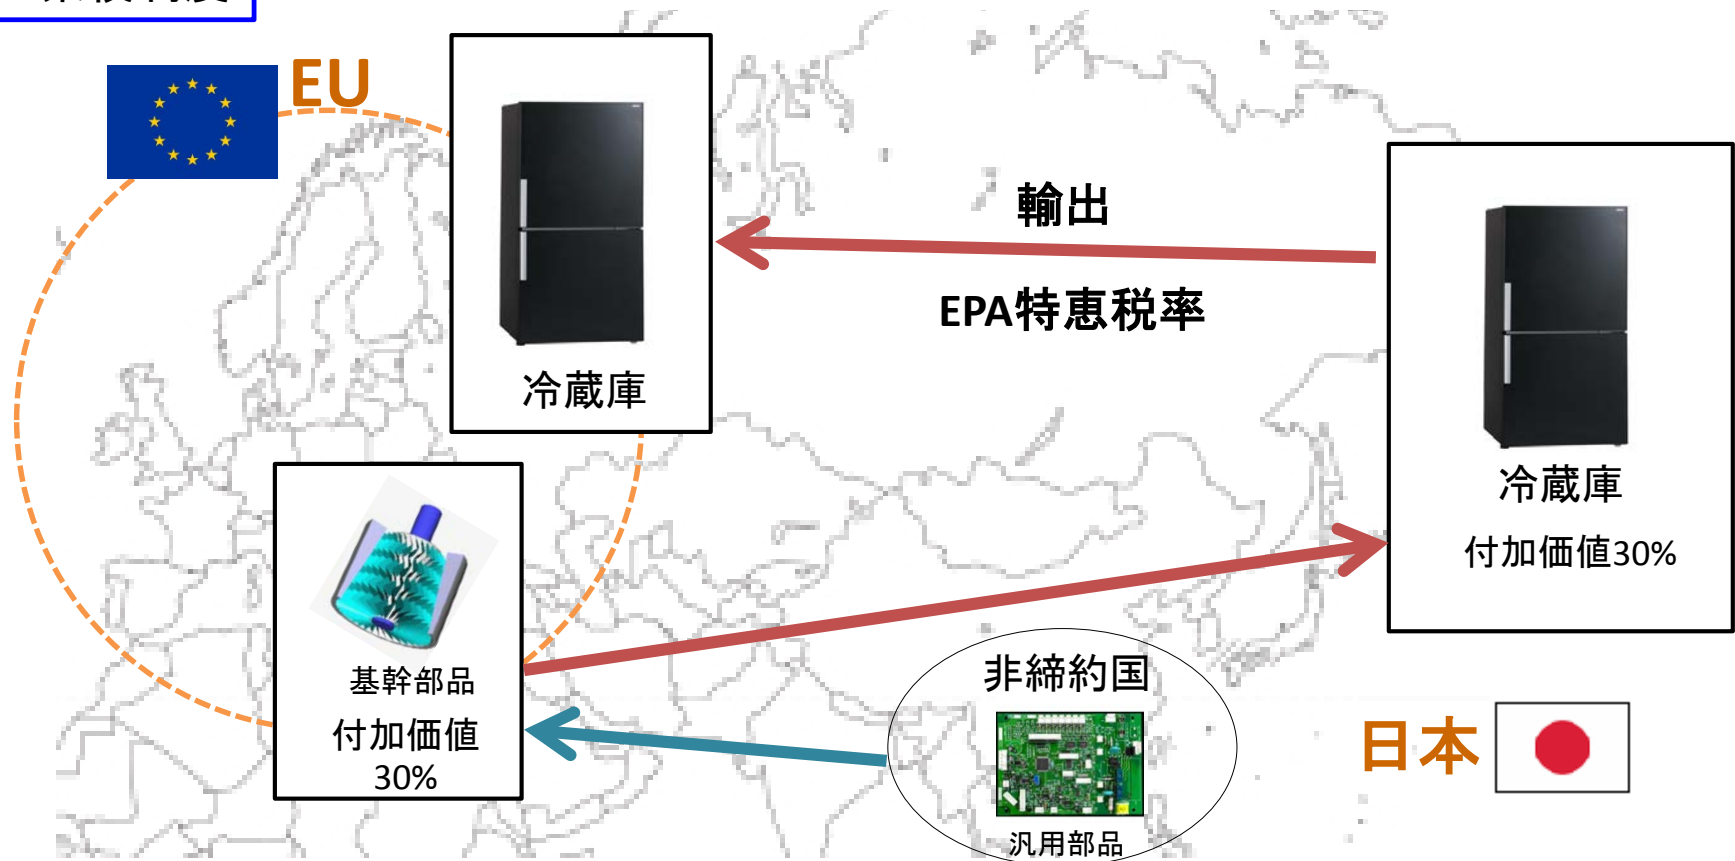 EU
輸出
EPA特恵税率
冷蔵庫
冷蔵庫
付加価値30%
基幹部品
付加価値
30%
非締約国
汎用部品
日本